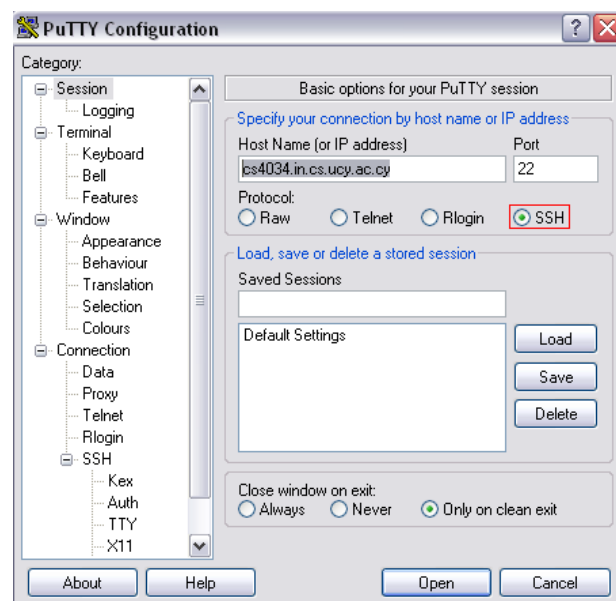 PuTTY Configuration
Category:
Session
Logging
Terminal
Keyboard
Bell
Features
Window
Appearance
Behaviour
Translation
Selection
Colours
Connection
Data
Proxy
Telnet
Rlogin
SSH
Kex
Auth
TTY
X11
Basic options for your PuTTY session
Specify your connection by host name or IP address
Host Name (or IP address) Port
cs4034.in.cs.ucy.ac.cy 22
Protocol:
Raw Telnet Rlogin SSH
Load, save or delete a stored session
Saved Sessions
Default Settings
Load
Save
Delete
Close window on exit:
Always Never Only on clean exit
About Help Open Cancel